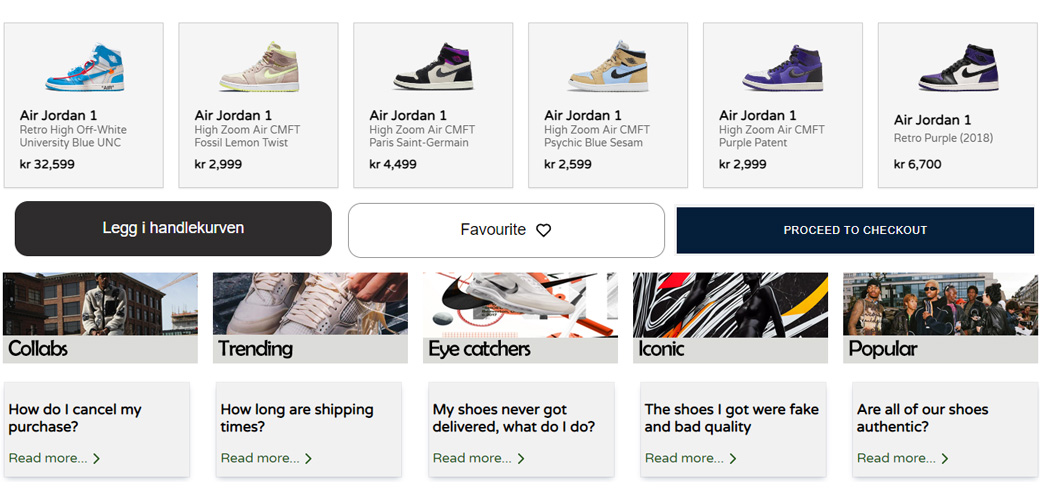 Air Jordan 1
Retro High Off-White
University Blue UNC
kr 32,599
Air Jordan 1
High Zoom Air CMFT
Fossil Lemon Twist
kr 2,999
Air Jordan 1
High Zoom Air CMFT
Paris Saint-Germain
kr 4,499
Air Jordan 1
High Zoom Air CMFT
Psychic Blue Sesam
kr 2,599
Air Jordan 1
High Zoom Air CMFT
Purple Patent
kr 2,999
Air Jordan 1
Retro Purple (2018)
kr 6,700
Legg i handlekurven
Favourite
PROCEED TO CHECKOUT
Collabs
Trending
Eye catchers
Iconic
Popular
How do I cancel my
purchase?
Read more...
How long are shipping
times?
Read more...
My shoes never got
delivered, what do I do?
Read more...
The shoes I got were fake
and bad quality
Read more...
Are all of our shoes
authentic?
Read more...